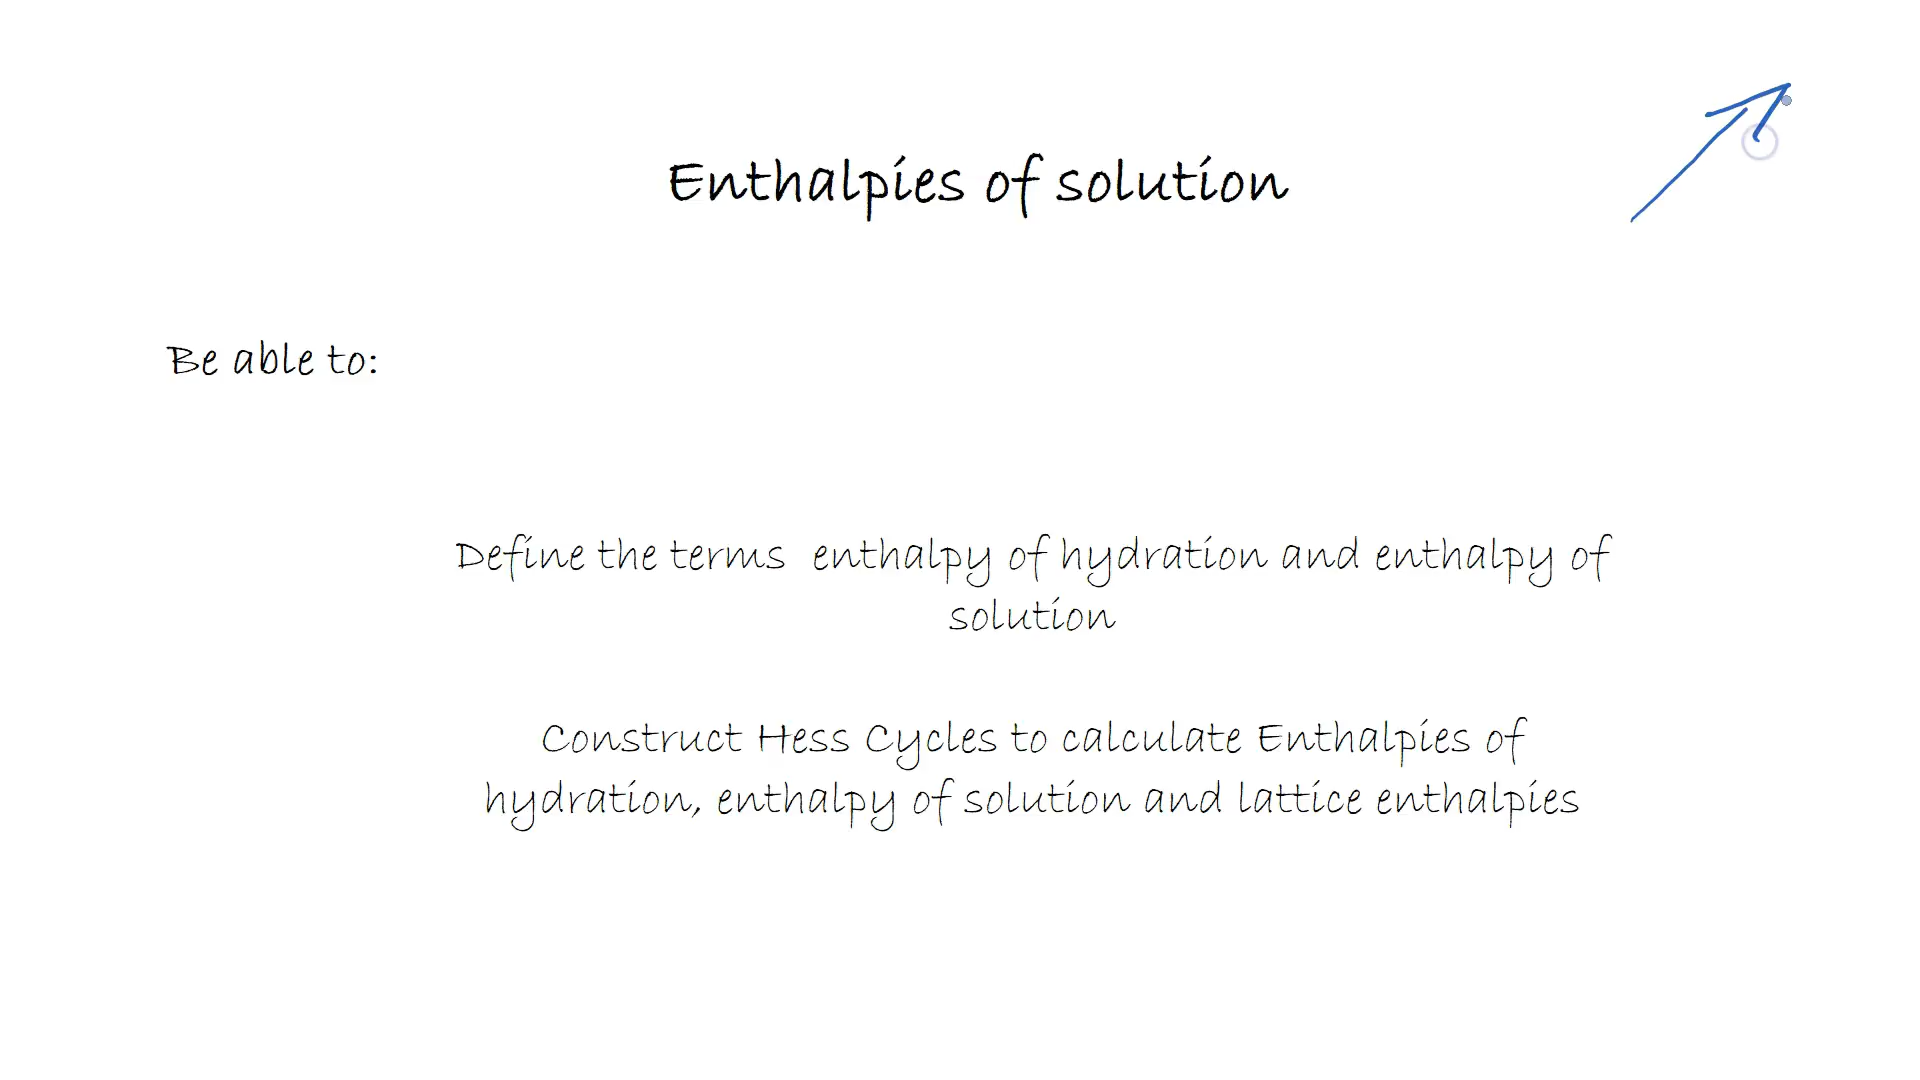 Enthalpies of solution
Be able to:
Define the terms  enthalpy of hydration and enthalpy of
solution
Construct Hess Cycles to calculate Enthalpies of
hydration, enthalpy of solution and lattice enthalpies